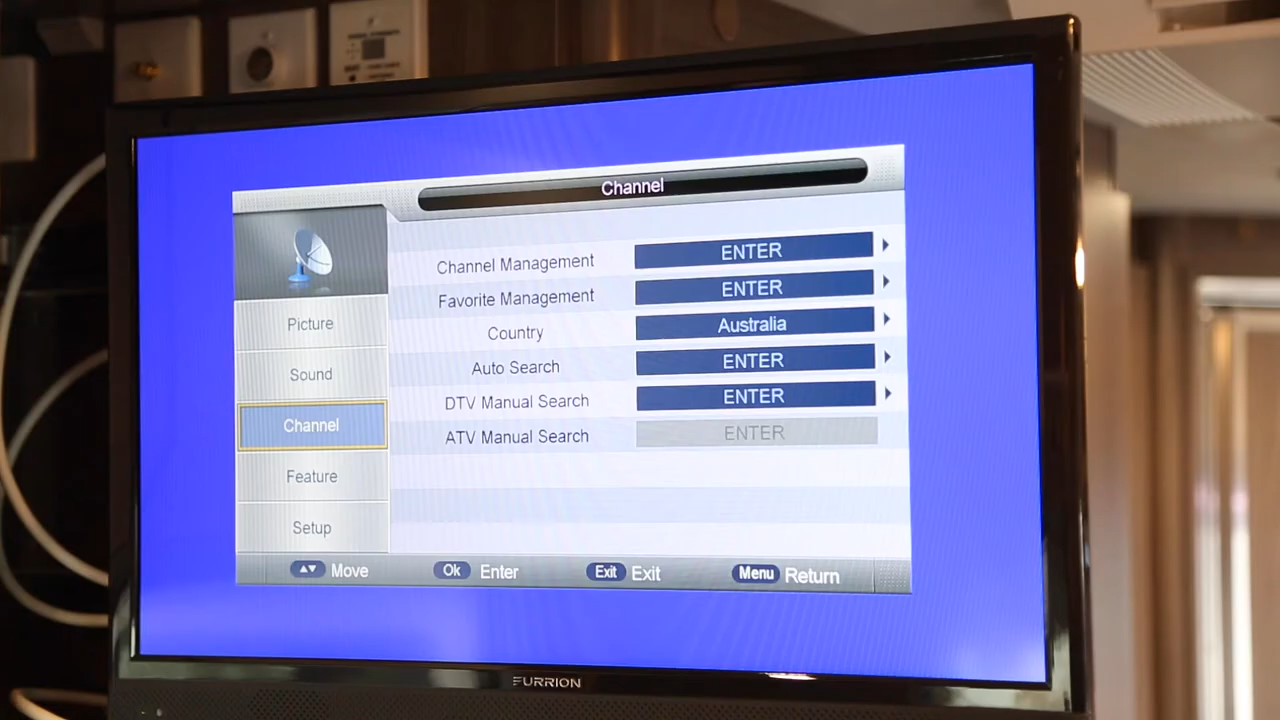 Channel
Channel Management ENTER
Favorite Management ENTER
Country Australia
Auto Search ENTER
DTV Manual Search ENTER
ATV Manual Search ENTER
Picture
Sound
Channel
Feature
Setup
Move Ok Enter Exit Exit Menu Return
FURRION